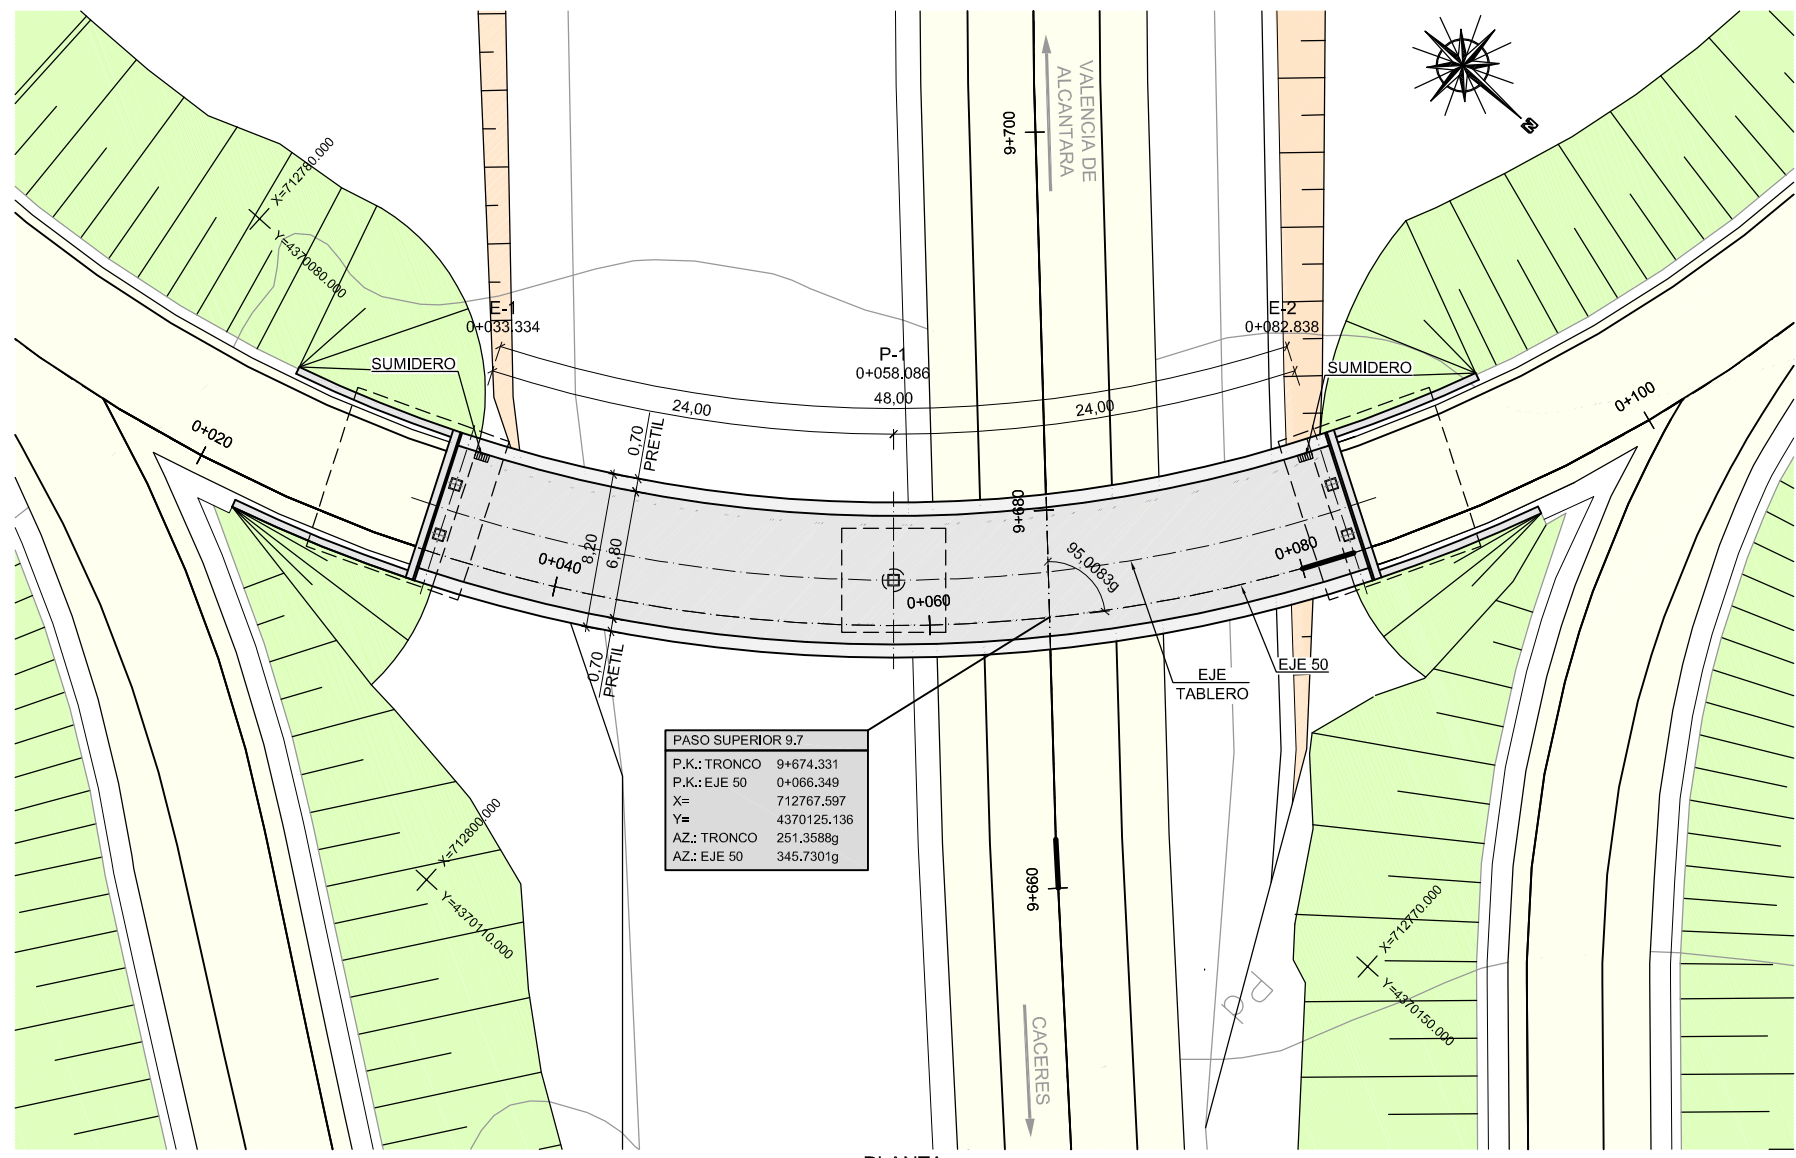 VALENCIA DE
ALCANTARA
9+700
N
X=712780.000
Y=4370080.000
E-1
0+033.334
E-2
0+082.838
P-1
0+058.086
SUMIDERO
SUMIDERO
48,00
24,00
24,00
0,70
PRETIL
0+020
0+100
9+680
8,20
6,80
0+040
0+060
0+080
95,0083g
0,70
PRETIL
EJE
TABLERO
EJE 50
PASO SUPERIOR 9.7
P.K.: TRONCO 9+674.331
P.K.: EJE 50 0+066.349
X= 712767.597
Y= 4370125.136
AZ.: TRONCO 251.3588g
AZ.: EJE 50 345.7301g
X=712800.000
Y=4370110.000
9+660
X=712770.000
Y=4370150.000
Pd
CACERES